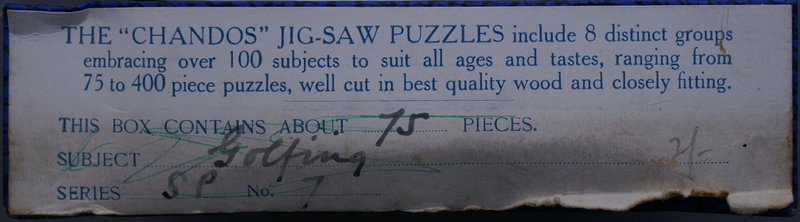 THE "CHANDOS" JIG-SAW PUZZLES include 8 distinct groups
embracing over 100 subjects to suit all ages and tastes, ranging from
75 to 400 piece puzzles, well cut in best quality wood and closely fitting.
THIS BOX CONTAINS ABOUT 75 PIECES.
SUBJECT Golfing 2/-
SERIES SP No. 7